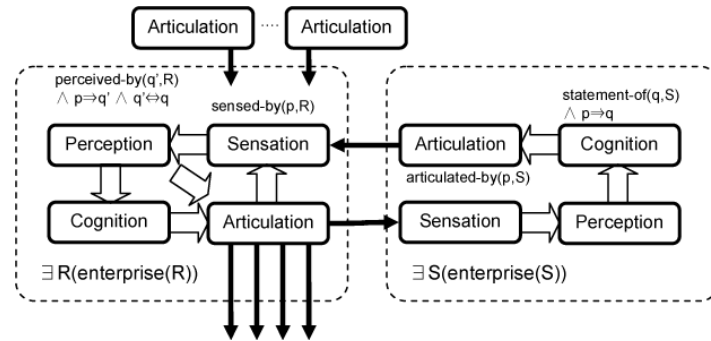 Articulation .... Articulation
perceived-by(q',R)
∧ p⇒q' ∧ q'⇔q
sensed-by(p,R)
Perception
Sensation
Cognition
Articulation
∃ R(enterprise(R))
statement-of(q,S)
∧ p⇒q
Articulation
Cognition
articulated-by(p,S)
Sensation
Perception
∃ S(enterprise(S))